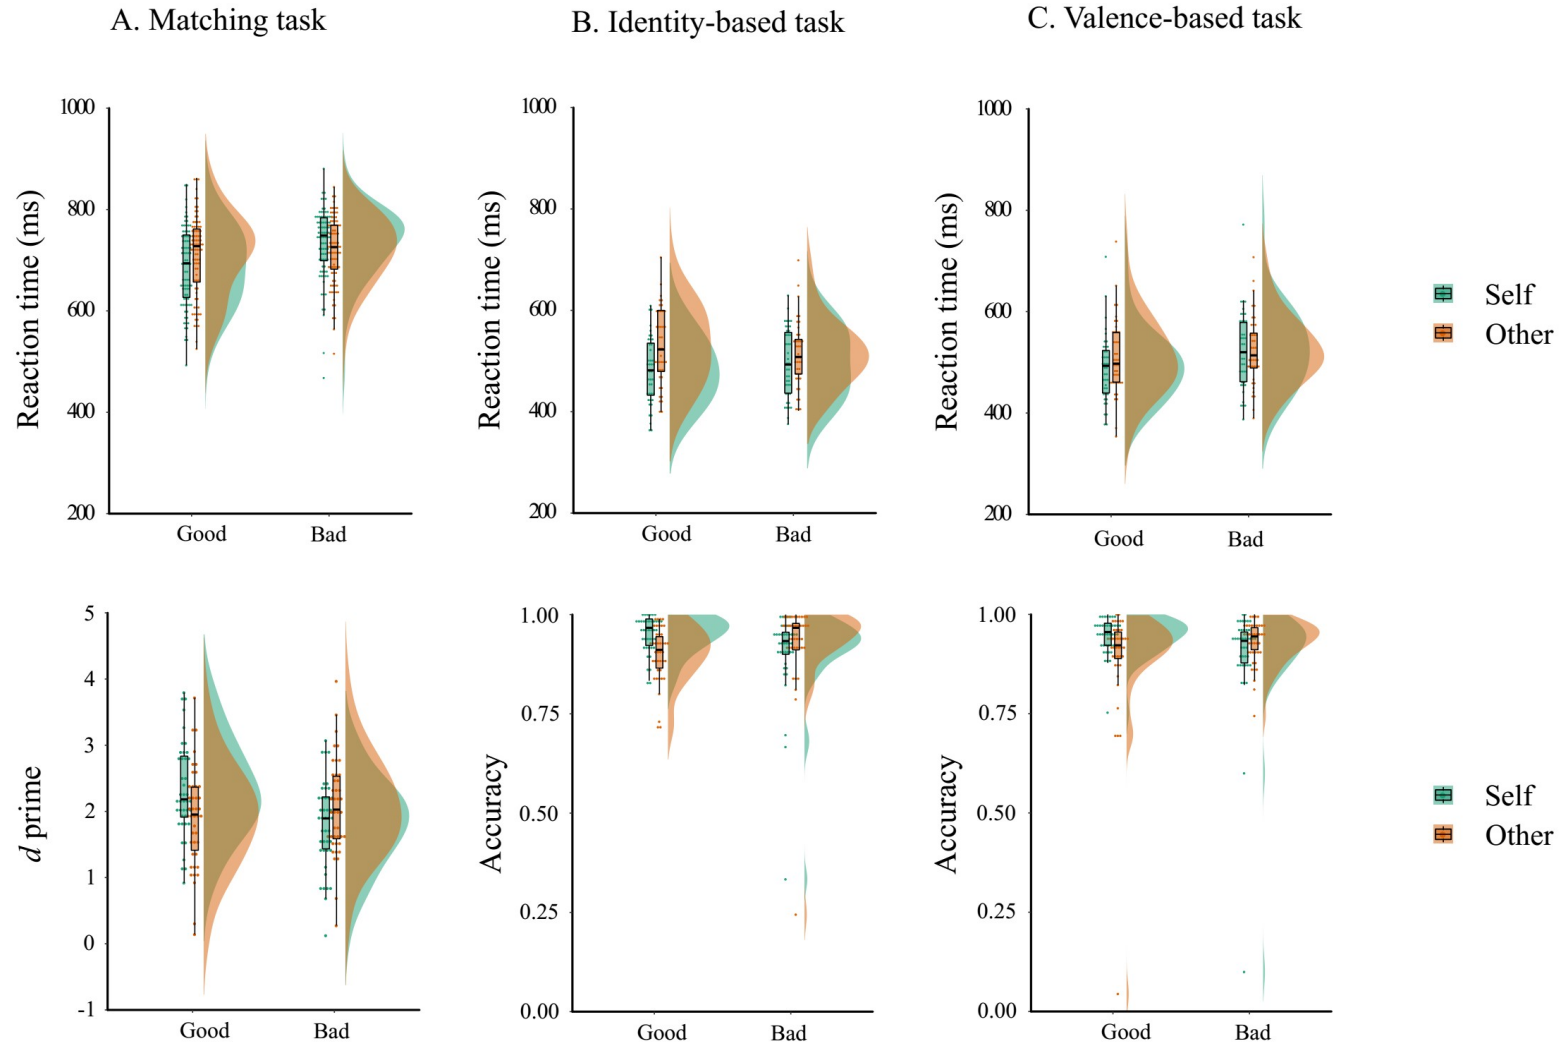 A. Matching task
B. Identity-based task
C. Valence-based task
Reaction time (ms)
1000
800
600
400
200
Good
Bad
Reaction time (ms)
1000
800
600
400
200
Good
Bad
Reaction time (ms)
1000
800
600
400
200
Good
Bad
Self
Other
d prime
5
4
3
2
1
0
-1
Good
Bad
Accuracy
1.00
0.75
0.50
0.25
0.00
Good
Bad
Accuracy
1.00
0.75
0.50
0.25
0.00
Good
Bad
Self
Other